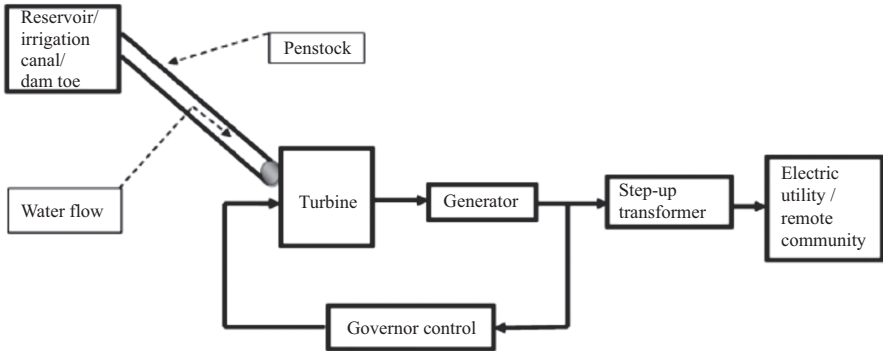 Reservoir/
irrigation
canal/
dam toe
Penstock
Water flow
Turbine
Generator
Step-up
transformer
Electric
utility /
remote
community
Governor control